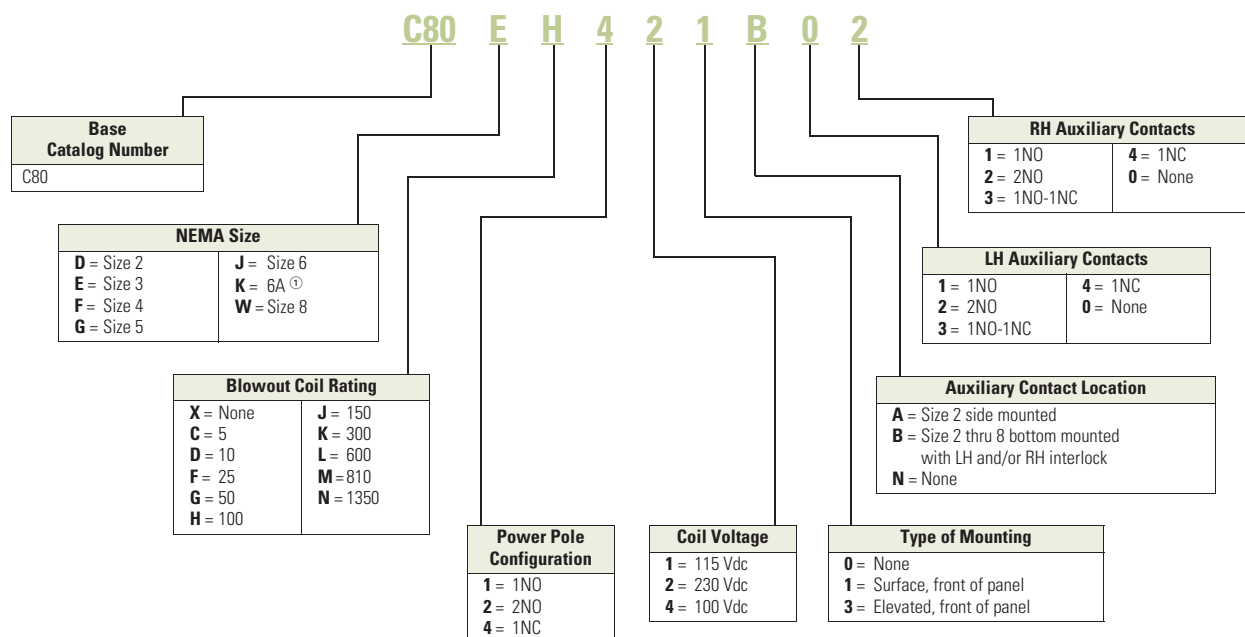 C80 E H 4 2 1 B 0 2
Base
Catalog Number
C80
RH Auxiliary Contacts
1 = 1NO
2 = 2NO
3 = 1NO-1NC
4 = 1NC
0 = None
NEMA Size
D = Size 2
E = Size 3
F = Size 4
G = Size 5
J = Size 6
K = 6A ①
W = Size 8
LH Auxiliary Contacts
1 = 1NO
2 = 2NO
3 = 1NO-1NC
4 = 1NC
0 = None
Blowout Coil Rating
X = None
C = 5
D = 10
F = 25
G = 50
H = 100
J = 150
K = 300
L = 600
M = 810
N = 1350
Auxiliary Contact Location
A = Size 2 side mounted
B = Size 2 thru 8 bottom mounted
with LH and/or RH interlock
N = None
Power Pole
Configuration
1 = 1NO
2 = 2NO
4 = 1NC
Coil Voltage
1 = 115 Vdc
2 = 230 Vdc
4 = 100 Vdc
Type of Mounting
0 = None
1 = Surface, front of panel
3 = Elevated, front of panel